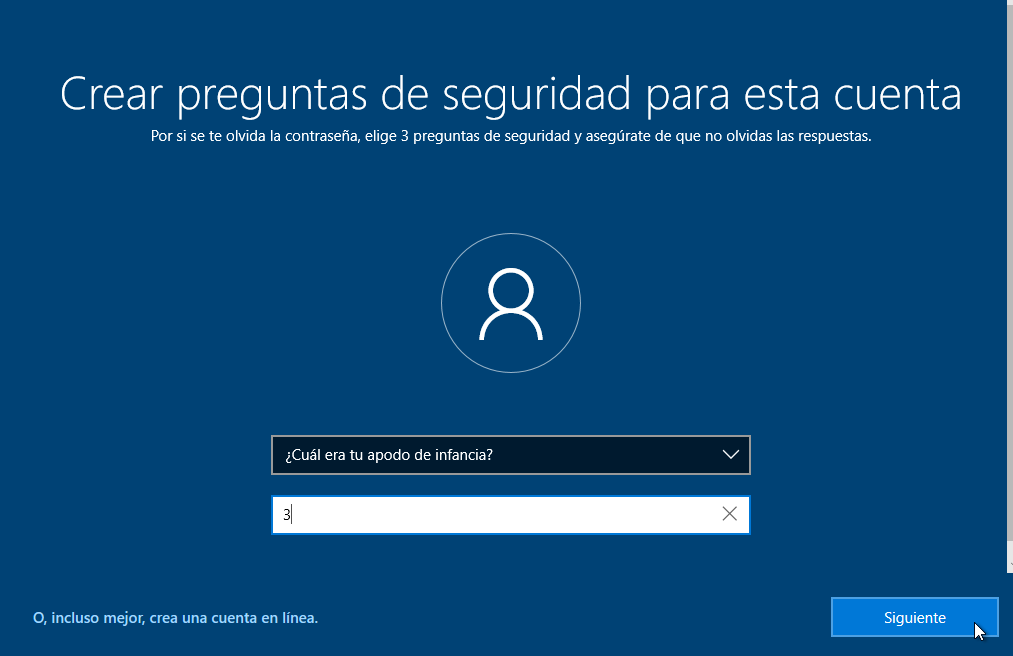 Crear preguntas de seguridad para esta cuenta
Por si se te olvida la contraseña, elige 3 preguntas de seguridad y asegúrate de que no olvidas las respuestas.
¿Cuál era tu apodo de infancia?
3
O, incluso mejor, crea una cuenta en línea.
Siguiente